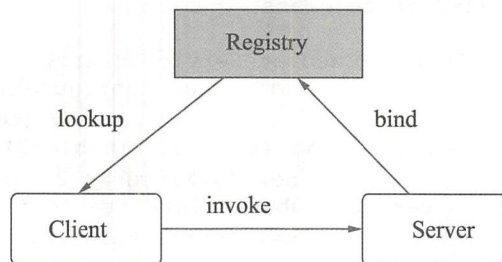 Registry
lookup
bind
invoke
Client
Server